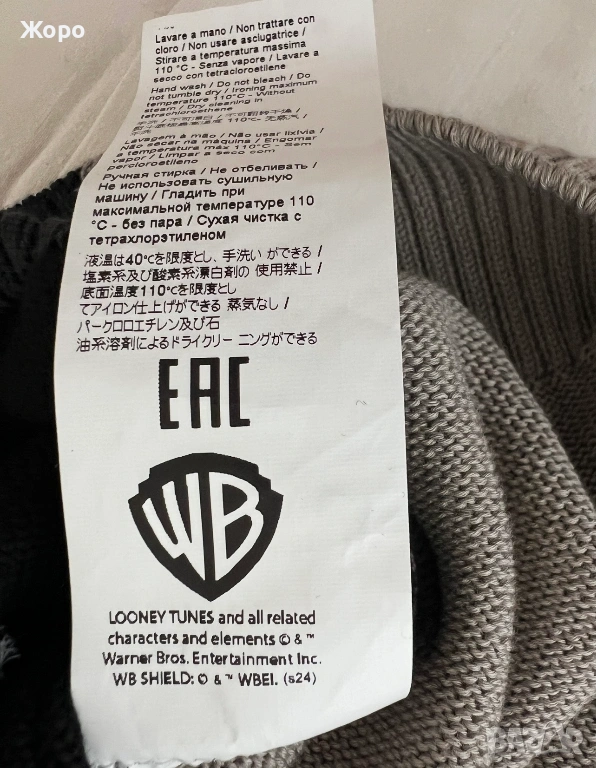 Жоро
Lavare a mano / Non trattare con
cloro / Non usare asciugatrice /
Stirare a temperatura massima
110 °C - Senza vapore / Lavare a
secco con tetracloroetilene
Hand wash / Do not bleach / Do
not tumble dry / Ironing maximum
temperature 110°C - Without
steam / Dry cleaning in
tetrachloroethene
手洗 / 不可漂白 /
110°C
Lavagem à mão / Não usar lixívia
/ Não secar na máquina / Engomar
a temperatura máx 110°C - Sem
vapor / Limpar a seco com
percloroetileno
Ручная стирка / Не отбеливать /
Не использовать сушильную
машину / Гладить при
максимальной температуре 110
°C - без пара / Сухая чистка с
тетрахлорэтиленом
液温は40℃を限度とし、手洗い ができる /
塩素系及び酸素系漂白剤の 使用禁止 /
底面温度110℃を限度とし
てアイロン仕上げができる 蒸気なし /
パークロロエチレン及び石
油系溶剤によるドライクリー ニングができる
EAC
WB
LOONEY TUNES and all related
characters and elements © & ™
Warner Bros. Entertainment Inc.
WB SHIELD: © & ™ WBEI. (s24)